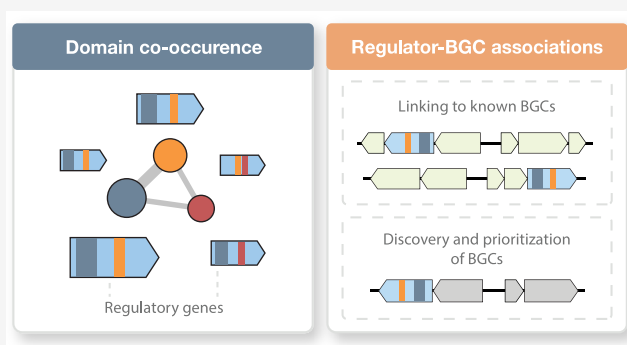 Domain co-occurence
Regulator-BGC associations
Linking to known BGCs
Discovery and prioritization
of BGCs
Regulatory genes